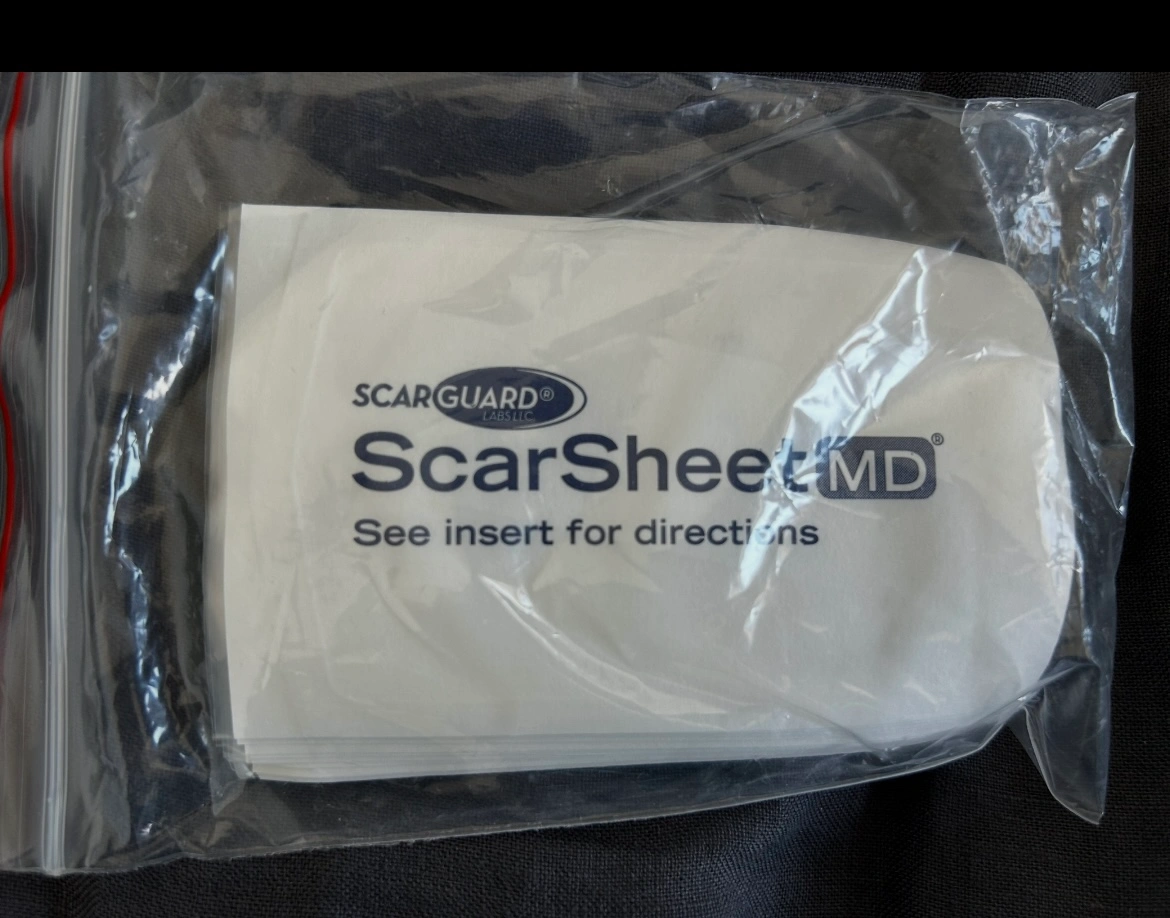 SCARGUARD®
LABS LLC
ScarSheet MD®
See insert for directions